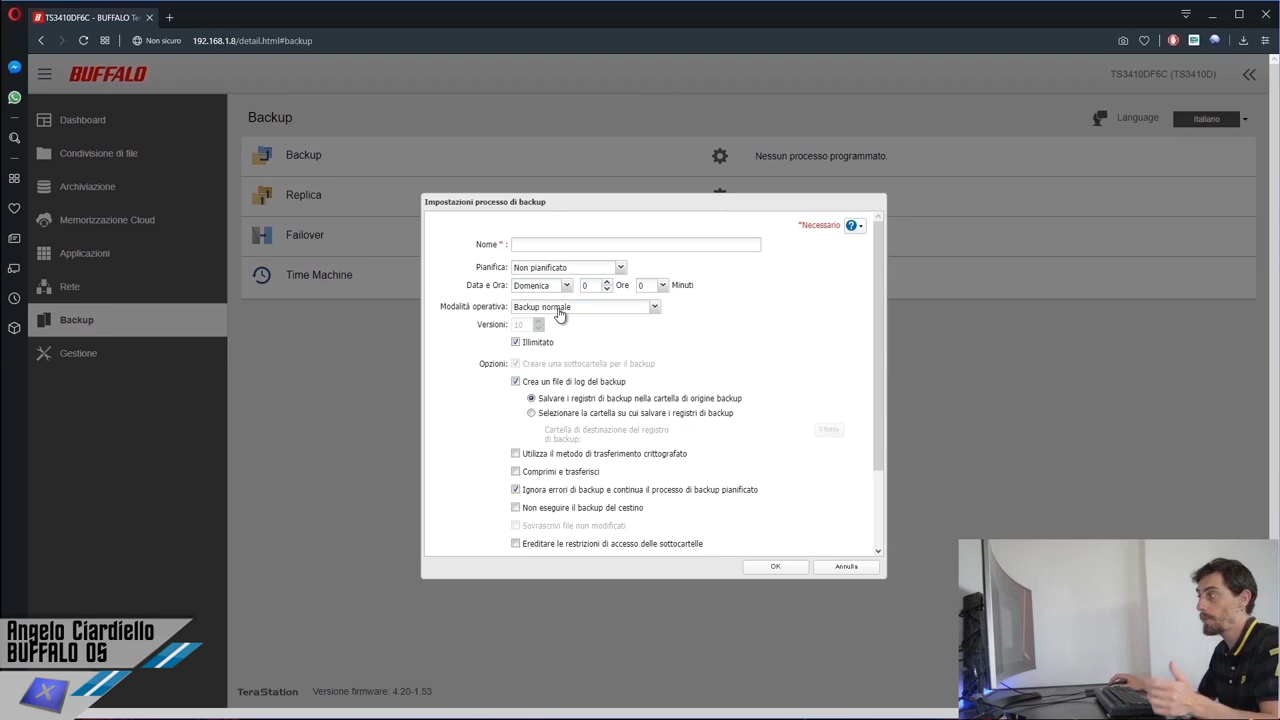 TS3410DF6C - BUFFALO Te
Non sicuro 192.168.1.8/detail.html#backup
BUFFALO
TS3410DF6C (TS3410D)
Dashboard
Condivisione di file
Archiviazione
Memorizzazione Cloud
Applicazioni
Rete
Backup
Gestione
Backup
Language Italiano
Backup Nessun processo programmato.
Replica
Failover
Time Machine
Impostazioni processo di backup
*Necessario ?
Nome * :
Pianifica: Non pianificato
Data e Ora: Domenica 0 Ore 0 Minuti
Modalità operativa: Backup normale
Versioni: 10
Illimitato
Opzioni: Creare una sottocartella per il backup
Crea un file di log del backup
Salvare i registri di backup nella cartella di origine backup
Selezionare la cartella su cui salvare i registri di backup
Cartella di destinazione del registro
di backup:
Sfoglia
Utilizza il metodo di trasferimento crittografato
Comprimi e trasferisci
Ignora errori di backup e continua il processo di backup pianificato
Non eseguire il backup del cestino
Sovrascrivi file non modificati
Ereditare le restrizioni di accesso delle sottocartelle
OK Annulla
TeraStation Versione firmware: 4.20-1.53
Angelo Ciardiello
BUFFALO OS